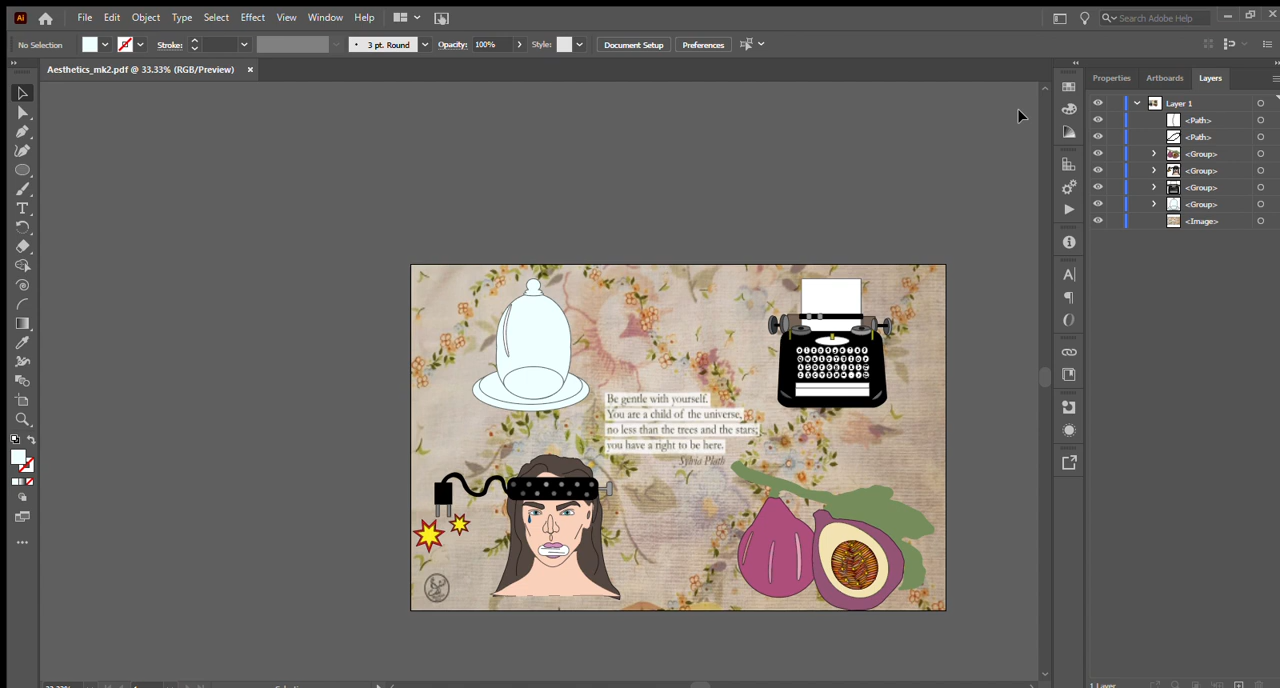 File Edit Object Type Select Effect View Window Help
Search Adobe Help
No Selection
Stroke:
3 pt. Round
Opacity: 100%
Style:
Document Setup
Preferences
Aesthetics_mk2.pdf @ 33.33% (RGB/Preview)
Properties Artboards Layers
Layer 1
<Path>
<Path>
<Group>
<Group>
<Group>
<Group>
<Image>
Be gentle with yourself.
You are a child of the universe,
no less than the trees and the stars;
you have a right to be here.
Sylvia Plath
1 Layer